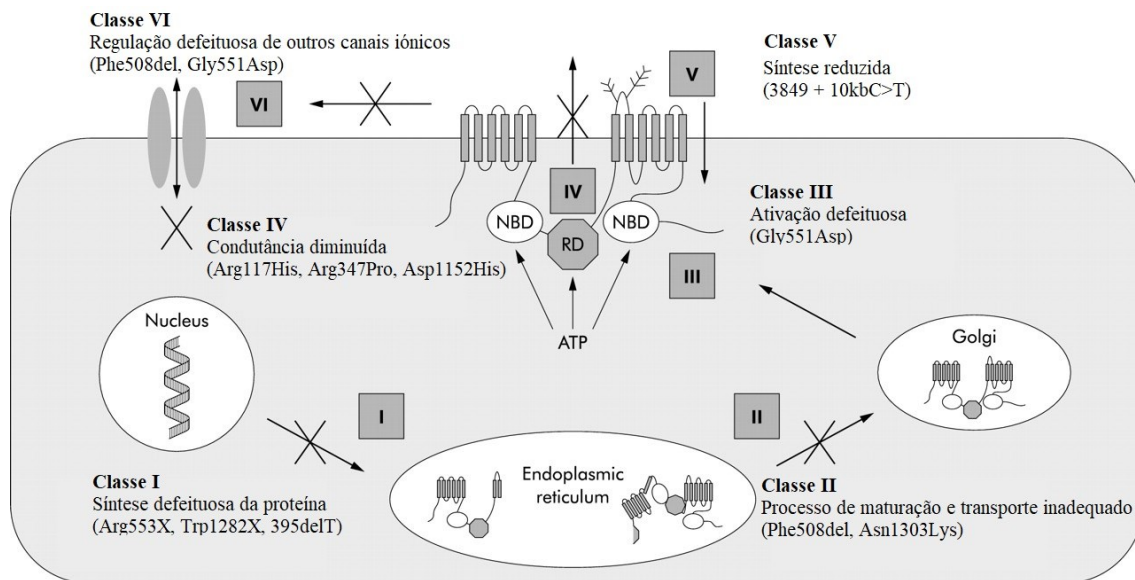 Classe VI
Regulação defeituosa de outros canais iónicos
(Phe508del, Gly551Asp)
VI
V
Classe V
Síntese reduzida
(3849 + 10kbC>T)
IV
Classe IV
Condutância diminuída
(Arg117His, Arg347Pro, Asp1152His)
NBD
RD
NBD
Classe III
Ativação defeituosa
(Gly551Asp)
III
ATP
Nucleus
Golgi
I
II
Classe I
Síntese defeituosa da proteína
(Arg553X, Trp1282X, 395delT)
Endoplasmic
reticulum
Classe II
Processo de maturação e transporte inadequado
(Phe508del, Asn1303Lys)